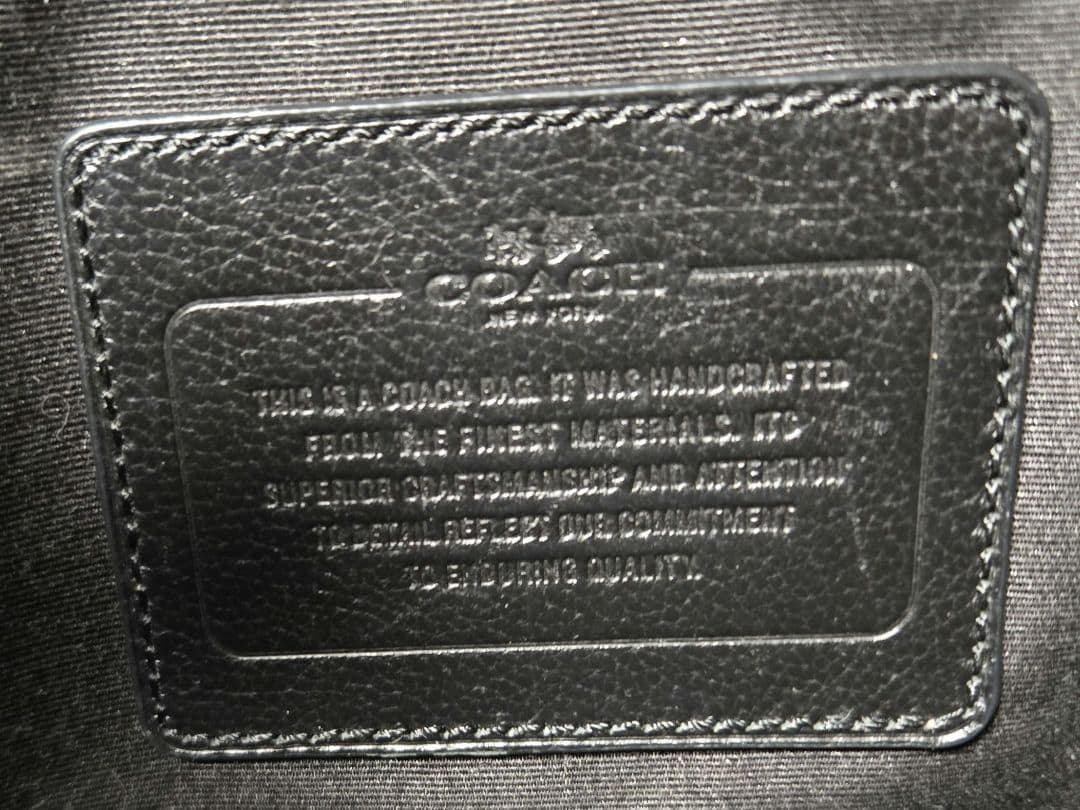 COACH
NEW YORK
THIS IS A COACH BAG. IT WAS HANDCRAFTED
FROM THE FINEST MATERIALS. ITS
SUPERIOR CRAFTSMANSHIP AND ATTENTION
TO DETAIL REFLECT OUR COMMITMENT
TO ENDURING QUALITY.